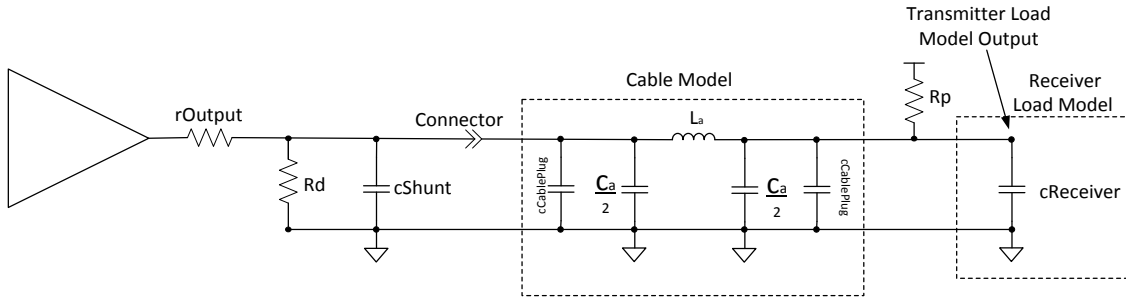 Transmitter Load
Model Output
Cable Model
Receiver
Load Model
rOutput
Connector
La
Rp
Rd
cShunt
cCablePlug
Ca
2
Ca
2
cCablePlug
cReceiver